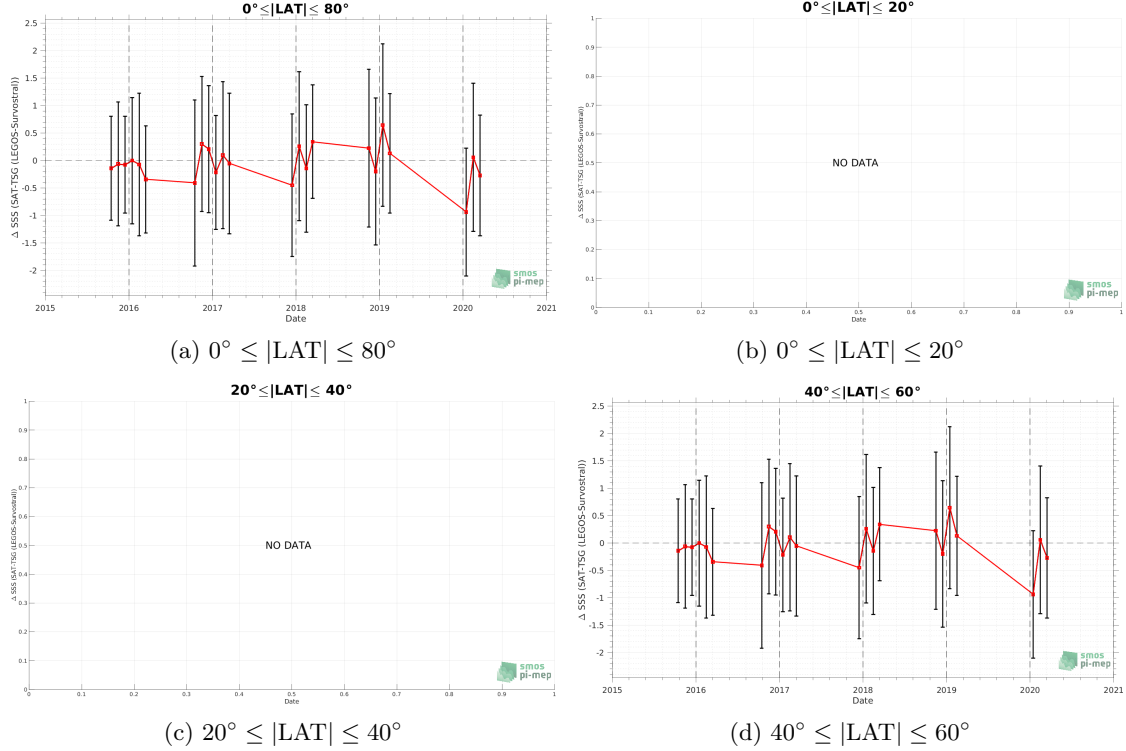 0°≤|LAT|≤ 80°
Δ SSS (SAT-TSG (LEGOS-Survostral))
2.5
2
1.5
1
0.5
0
-0.5
-1
-1.5
-2
2015 2016 2017 2018 2019 2020 2021
Date
smos
pi-mep
(a) 0° ≤ |LAT| ≤ 80°
0°≤|LAT|≤ 20°
Δ SSS (SAT-TSG (LEGOS-Survostral))
1
0.9
0.8
0.7
0.6
0.5
0.4
0.3
0.2
0.1
0
NO DATA
0 0.1 0.2 0.3 0.4 0.5 0.6 0.7 0.8 0.9 1
Date
smos
pi-mep
(b) 0° ≤ |LAT| ≤ 20°
20°≤|LAT|≤ 40°
Δ SSS (SAT-TSG (LEGOS-Survostral))
1
0.9
0.8
0.7
0.6
0.5
0.4
0.3
0.2
0.1
0
NO DATA
0 0.1 0.2 0.3 0.4 0.5 0.6 0.7 0.8 0.9 1
Date
smos
pi-mep
(c) 20° ≤ |LAT| ≤ 40°
40°≤|LAT|≤ 60°
Δ SSS (SAT-TSG (LEGOS-Survostral))
2.5
2
1.5
1
0.5
0
-0.5
-1
-1.5
-2
2015 2016 2017 2018 2019 2020 2021
Date
smos
pi-mep
(d) 40° ≤ |LAT| ≤ 60°